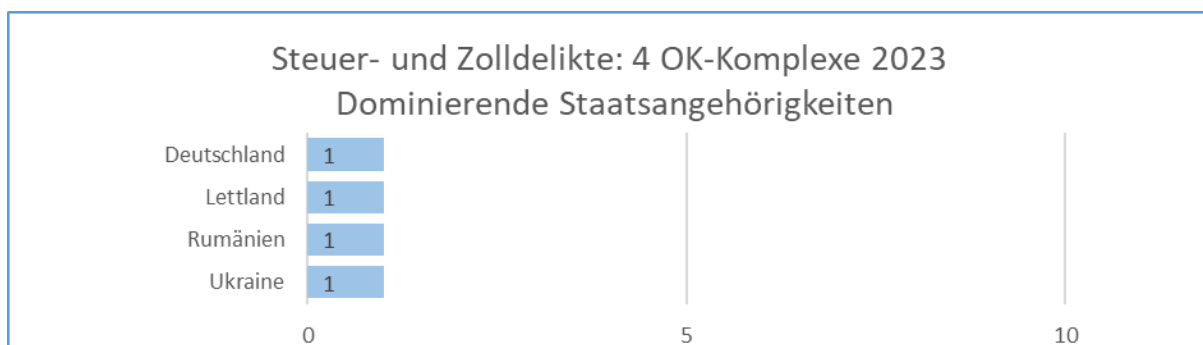 Steuer- und Zolldelikte: 4 OK-Komplexe 2023
Dominierende Staatsangehörigkeiten
Deutschland 1
Lettland 1
Rumänien 1
Ukraine 1
0 5 10